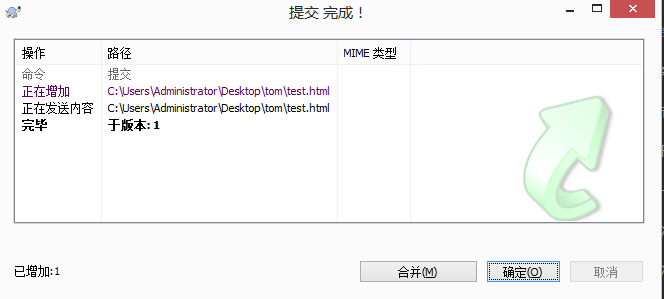 提交 完成！
操作 路径 MIME 类型
命令 提交
正在增加 C:\Users\Administrator\Desktop\tom\test.html
正在发送内容 C:\Users\Administrator\Desktop\tom\test.html
完毕 于版本: 1
已增加:1 合并(M) 确定(O) 取消